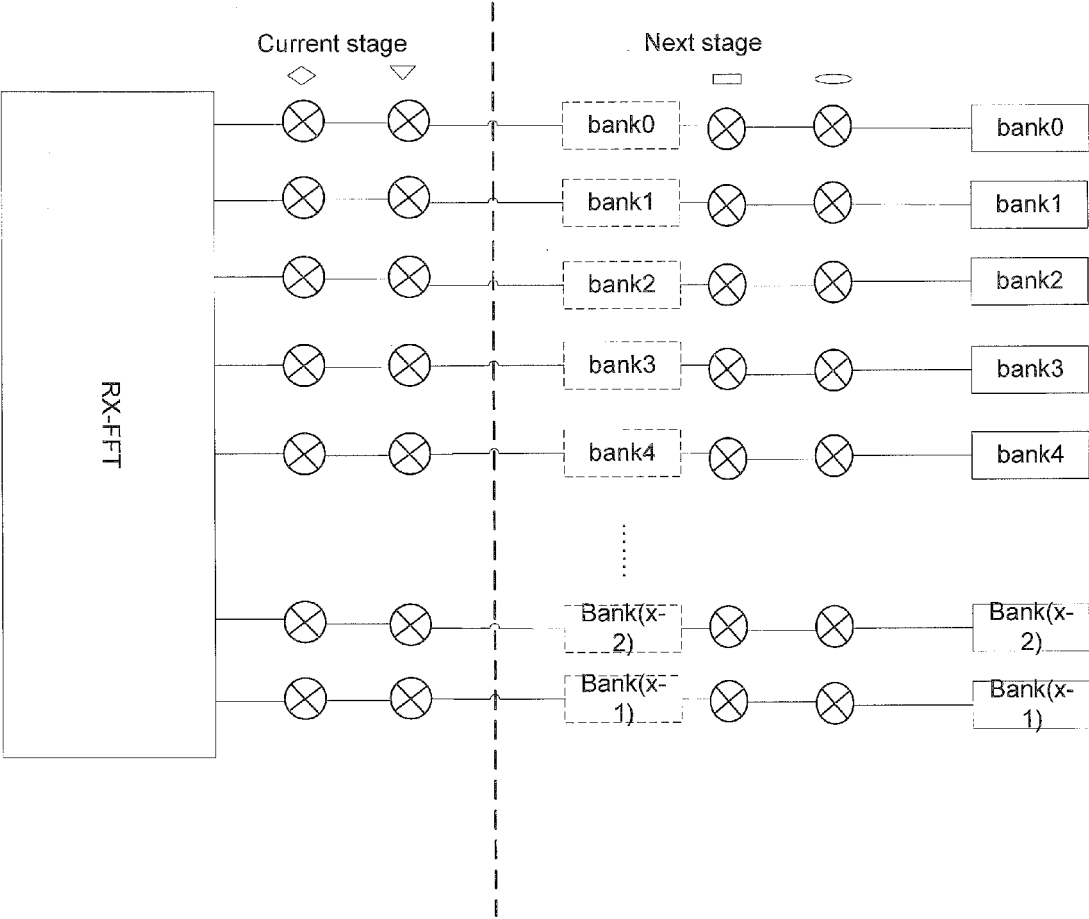 Current stage
Next stage
bank0
bank0
bank1
bank1
bank2
bank2
bank3
bank3
RX-FFT
bank4
bank4
Bank(x-
2)
Bank(x-
2)
Bank(x-
1)
Bank(x-
1)